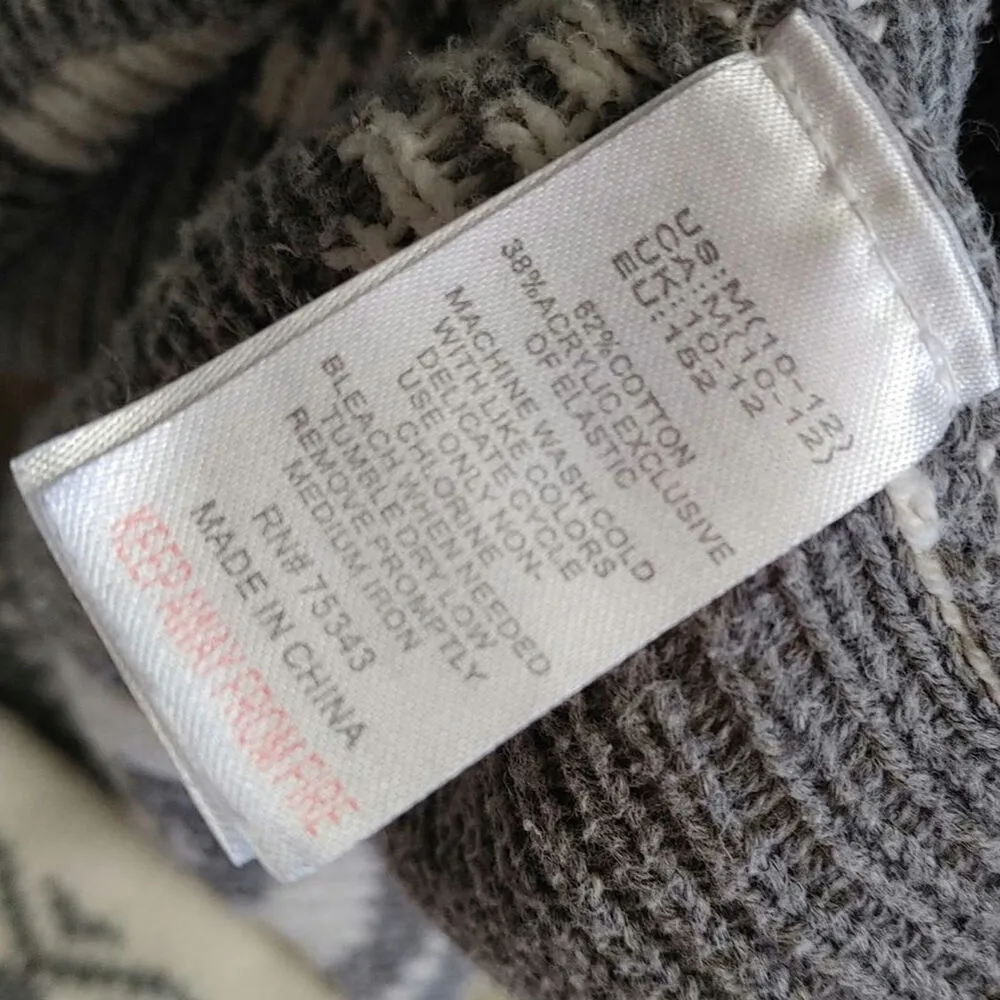 US:M(10-12)
CA:M(10-12)
UK:10-12
EU:152
62%COTTON
38%ACRYLIC EXCLUSIVE
OF ELASTIC
MACHINE WASH COLD
WITH LIKE COLORS
DELICATE CYCLE
USE ONLY NON-
CHLORINE
BLEACH WHEN NEEDED
TUMBLE DRY LOW
REMOVE PROMPTLY
MEDIUM IRON
RN# 75343
MADE IN CHINA
KEEP AWAY FROM FIRE